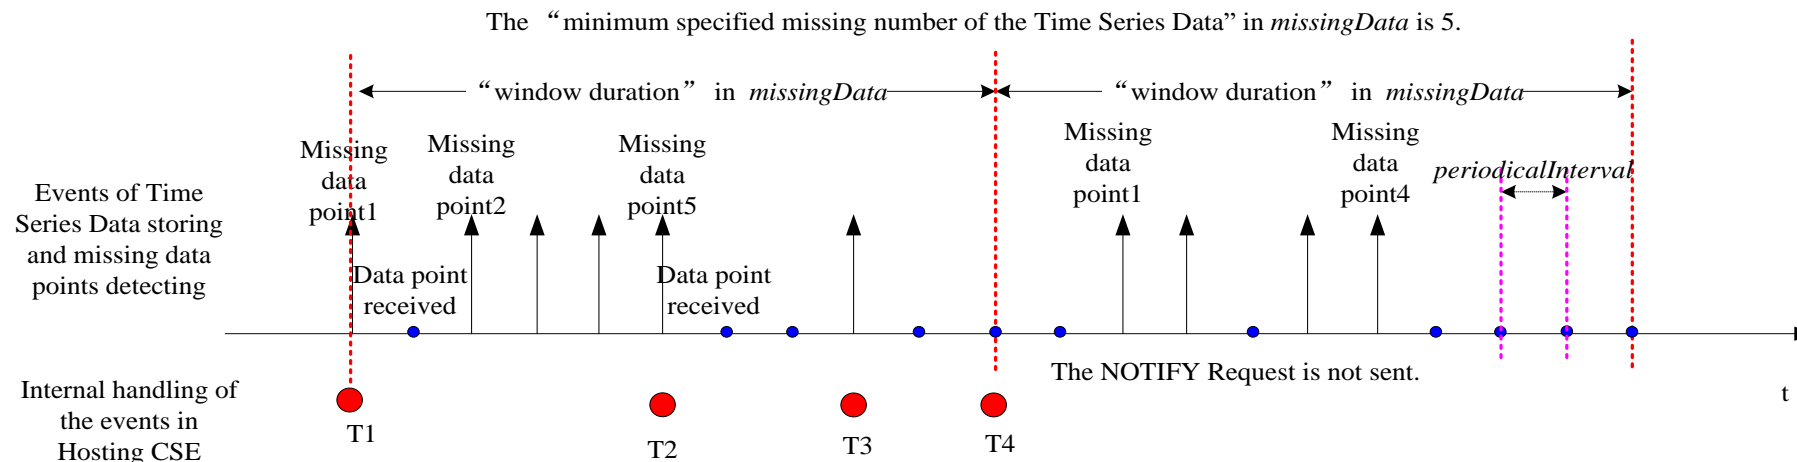 The “minimum specified missing number of the Time Series Data” in missingData is 5.
“window duration” in missingData
“window duration” in missingData
Missing
data
point1
Missing
data
point2
Missing
data
point5
Missing
data
point1
Missing
data
point4
periodicalInterval
Events of Time
Series Data storing
and missing data
points detecting
Data point
received
Data point
received
The NOTIFY Request is not sent.
t
Internal handling of
the events in
Hosting CSE
T1
T2
T3
T4